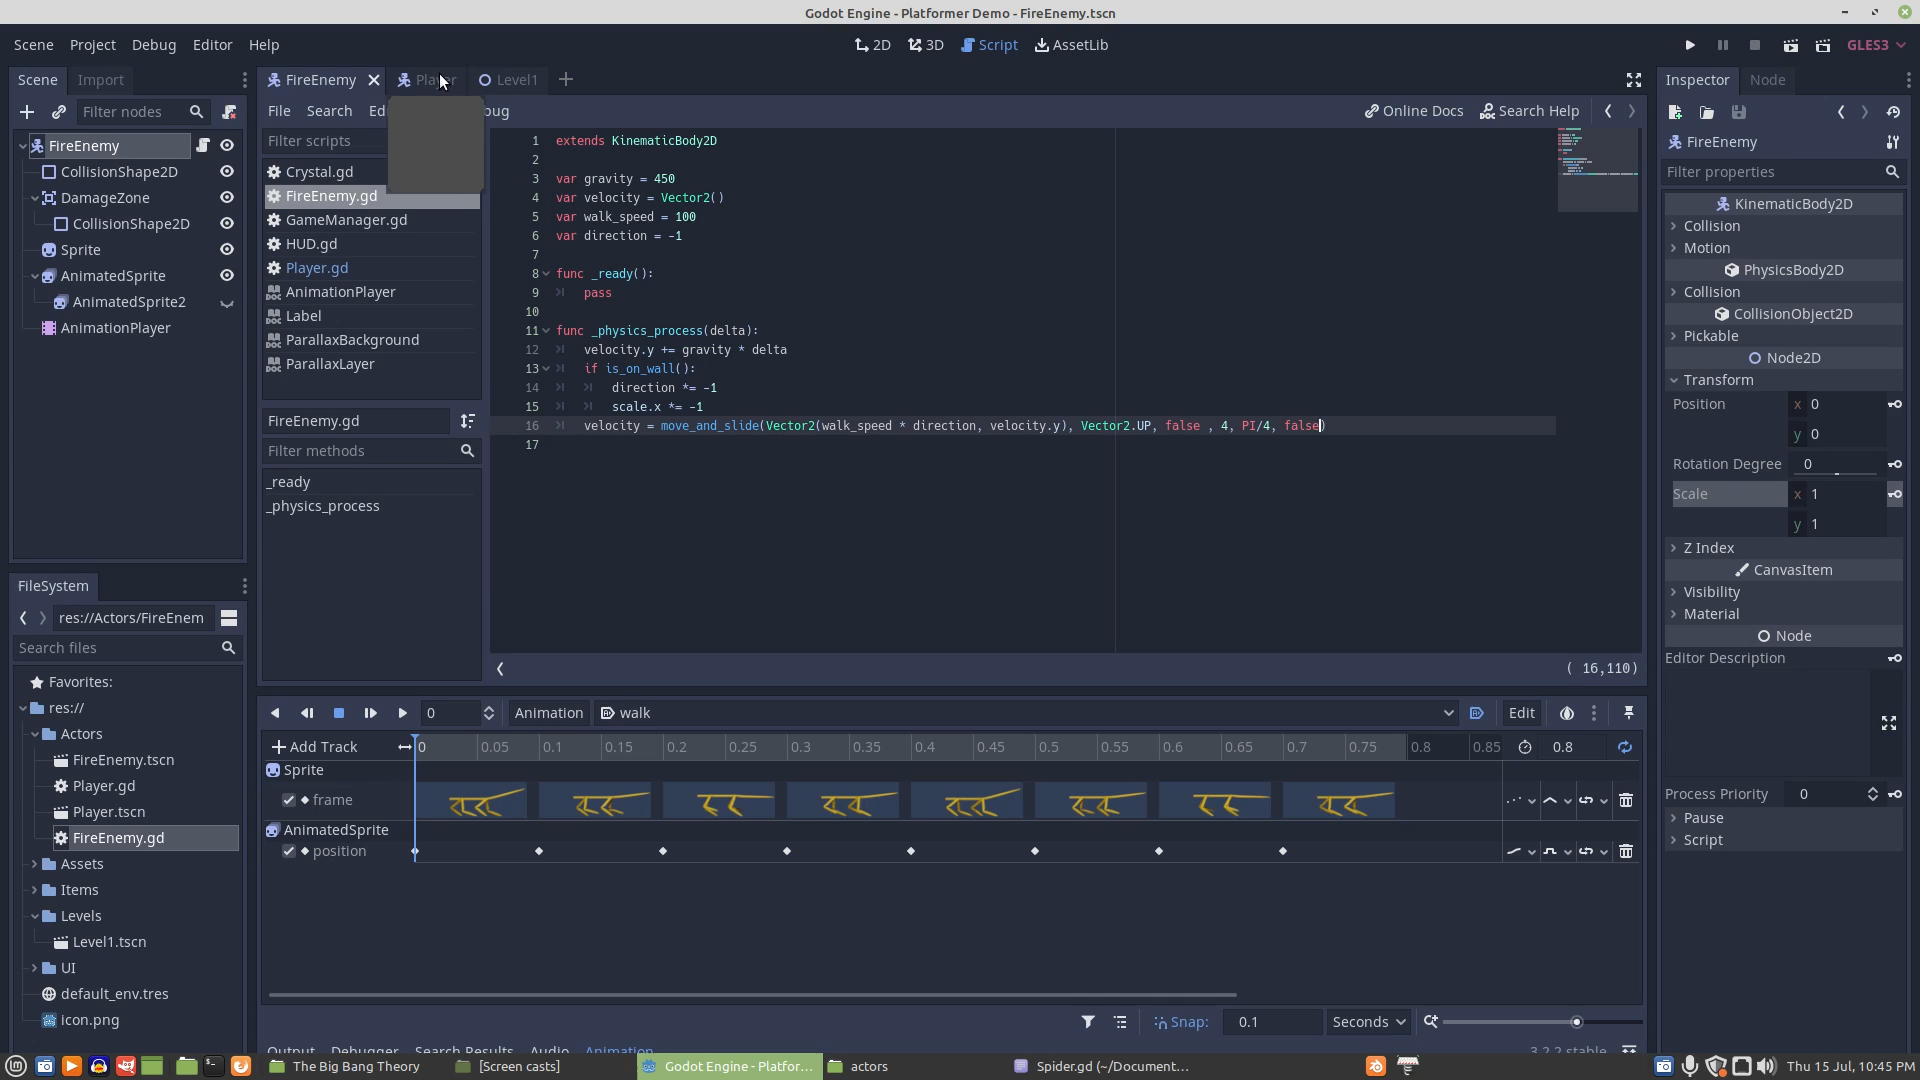 Godot Engine - Platformer Demo - FireEnemy.tscn
Scene Project Debug Editor Help
2D 3D Script AssetLib
GLES3
Scene Import
Filter nodes
FireEnemy
CollisionShape2D
DamageZone
CollisionShape2D
Sprite
AnimatedSprite
AnimatedSprite2
AnimationPlayer
FileSystem
res://Actors/FireEnem
Search files
Favorites:
res://
Actors
FireEnemy.tscn
Player.gd
Player.tscn
FireEnemy.gd
Assets
Items
Levels
Level1.tscn
UI
default_env.tres
icon.png
FireEnemy Player Level1
File Search Edi bug
Online Docs Search Help
Filter scripts
Crystal.gd
FireEnemy.gd
GameManager.gd
HUD.gd
Player.gd
AnimationPlayer
Label
ParallaxBackground
ParallaxLayer
FireEnemy.gd
Filter methods
_ready
_physics_process
1 extends KinematicBody2D
2
3 var gravity = 450
4 var velocity = Vector2()
5 var walk_speed = 100
6 var direction = -1
7
8 func _ready():
9 pass
10
11 func _physics_process(delta):
12 velocity.y += gravity * delta
13 if is_on_wall():
14 direction *= -1
15 scale.x *= -1
16 velocity = move_and_slide(Vector2(walk_speed * direction, velocity.y), Vector2.UP, false , 4, PI/4, false)
17
( 16,110)
0 Animation walk Edit
Add Track 0 0.05 0.1 0.15 0.2 0.25 0.3 0.35 0.4 0.45 0.5 0.55 0.6 0.65 0.7 0.75 0.8 0.85 0.8
Sprite
frame
AnimatedSprite
position
Snap: 0.1 Seconds
Output Debugger Search Results Audio Animation 3.2.2.stable
Inspector Node
FireEnemy
Filter properties
KinematicBody2D
Collision
Motion
PhysicsBody2D
Collision
CollisionObject2D
Pickable
Node2D
Transform
Position x 0
y 0
Rotation Degree 0
Scale x 1
y 1
Z Index
CanvasItem
Visibility
Material
Node
Editor Description
Process Priority 0
Pause
Script
The Big Bang Theory [Screen casts] Godot Engine - Platfor... actors Spider.gd (~/Document... Thu 15 Jul, 10:45 PM